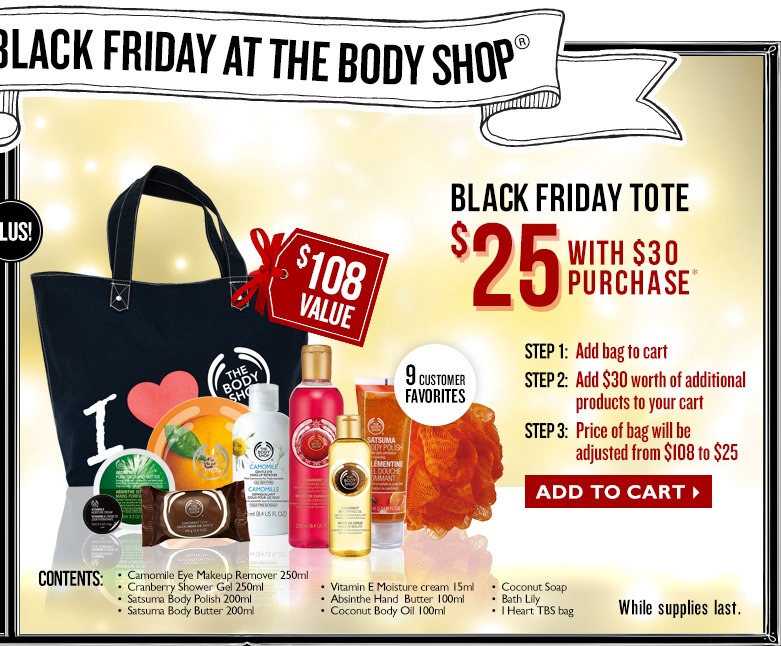 BLACK FRIDAY AT THE BODY SHOP®
LUS!
BLACK FRIDAY TOTE
$25 WITH $30
PURCHASE*
$108
VALUE
STEP 1: Add bag to cart
STEP 2: Add $30 worth of additional
products to your cart
STEP 3: Price of bag will be
adjusted from $108 to $25
ADD TO CART
9 CUSTOMER
FAVORITES
I
THE
BODY
SHOP
CAMOMILE
CAMOMILLE
SATSUMA
BODY POLISH
CLÉMENTINE
GEL DOUCHE
CONTENTS:
• Camomile Eye Makeup Remover 250ml
• Cranberry Shower Gel 250ml
• Satsuma Body Polish 200ml
• Satsuma Body Butter 200ml
• Vitamin E Moisture cream 15ml
• Absinthe Hand Butter 100ml
• Coconut Body Oil 100ml
• Coconut Soap
• Bath Lily
• I Heart TBS bag
While supplies last.